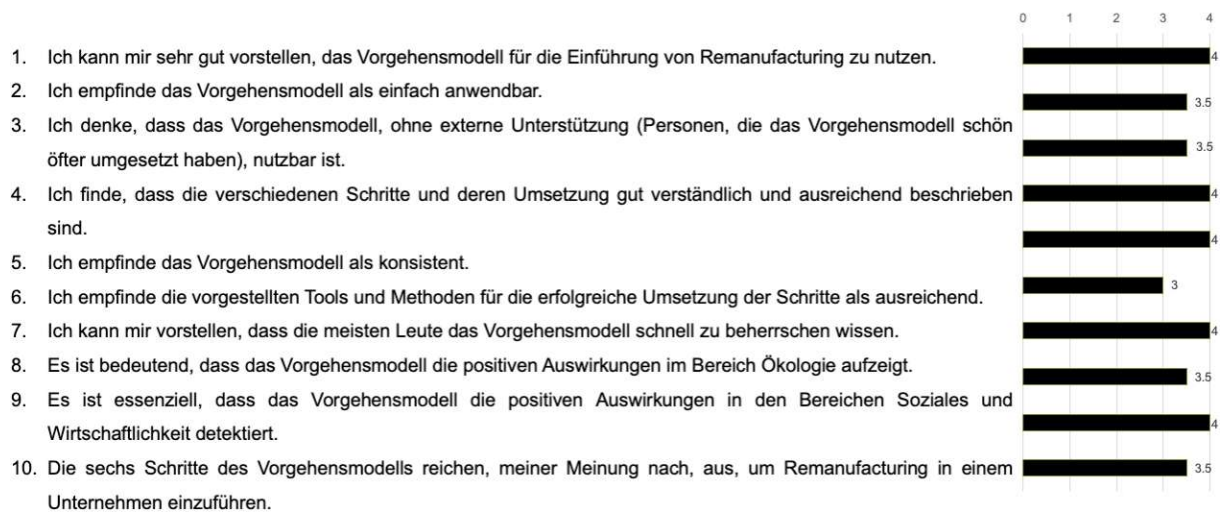 0 1 2 3 4
1. Ich kann mir sehr gut vorstellen, das Vorgehensmodell für die Einführung von Remanufacturing zu nutzen.
4
2. Ich empfinde das Vorgehensmodell als einfach anwendbar.
3.5
3. Ich denke, dass das Vorgehensmodell, ohne externe Unterstützung (Personen, die das Vorgehensmodell schön
öfter umgesetzt haben), nutzbar ist.
3.5
4. Ich finde, dass die verschiedenen Schritte und deren Umsetzung gut verständlich und ausreichend beschrieben
sind.
4
5. Ich empfinde das Vorgehensmodell als konsistent.
4
6. Ich empfinde die vorgestellten Tools und Methoden für die erfolgreiche Umsetzung der Schritte als ausreichend.
3
7. Ich kann mir vorstellen, dass die meisten Leute das Vorgehensmodell schnell zu beherrschen wissen.
4
8. Es ist bedeutend, dass das Vorgehensmodell die positiven Auswirkungen im Bereich Ökologie aufzeigt.
3.5
9. Es ist essenziell, dass das Vorgehensmodell die positiven Auswirkungen in den Bereichen Soziales und
Wirtschaftlichkeit detektiert.
4
10. Die sechs Schritte des Vorgehensmodells reichen, meiner Meinung nach, aus, um Remanufacturing in einem
Unternehmen einzuführen.
3.5